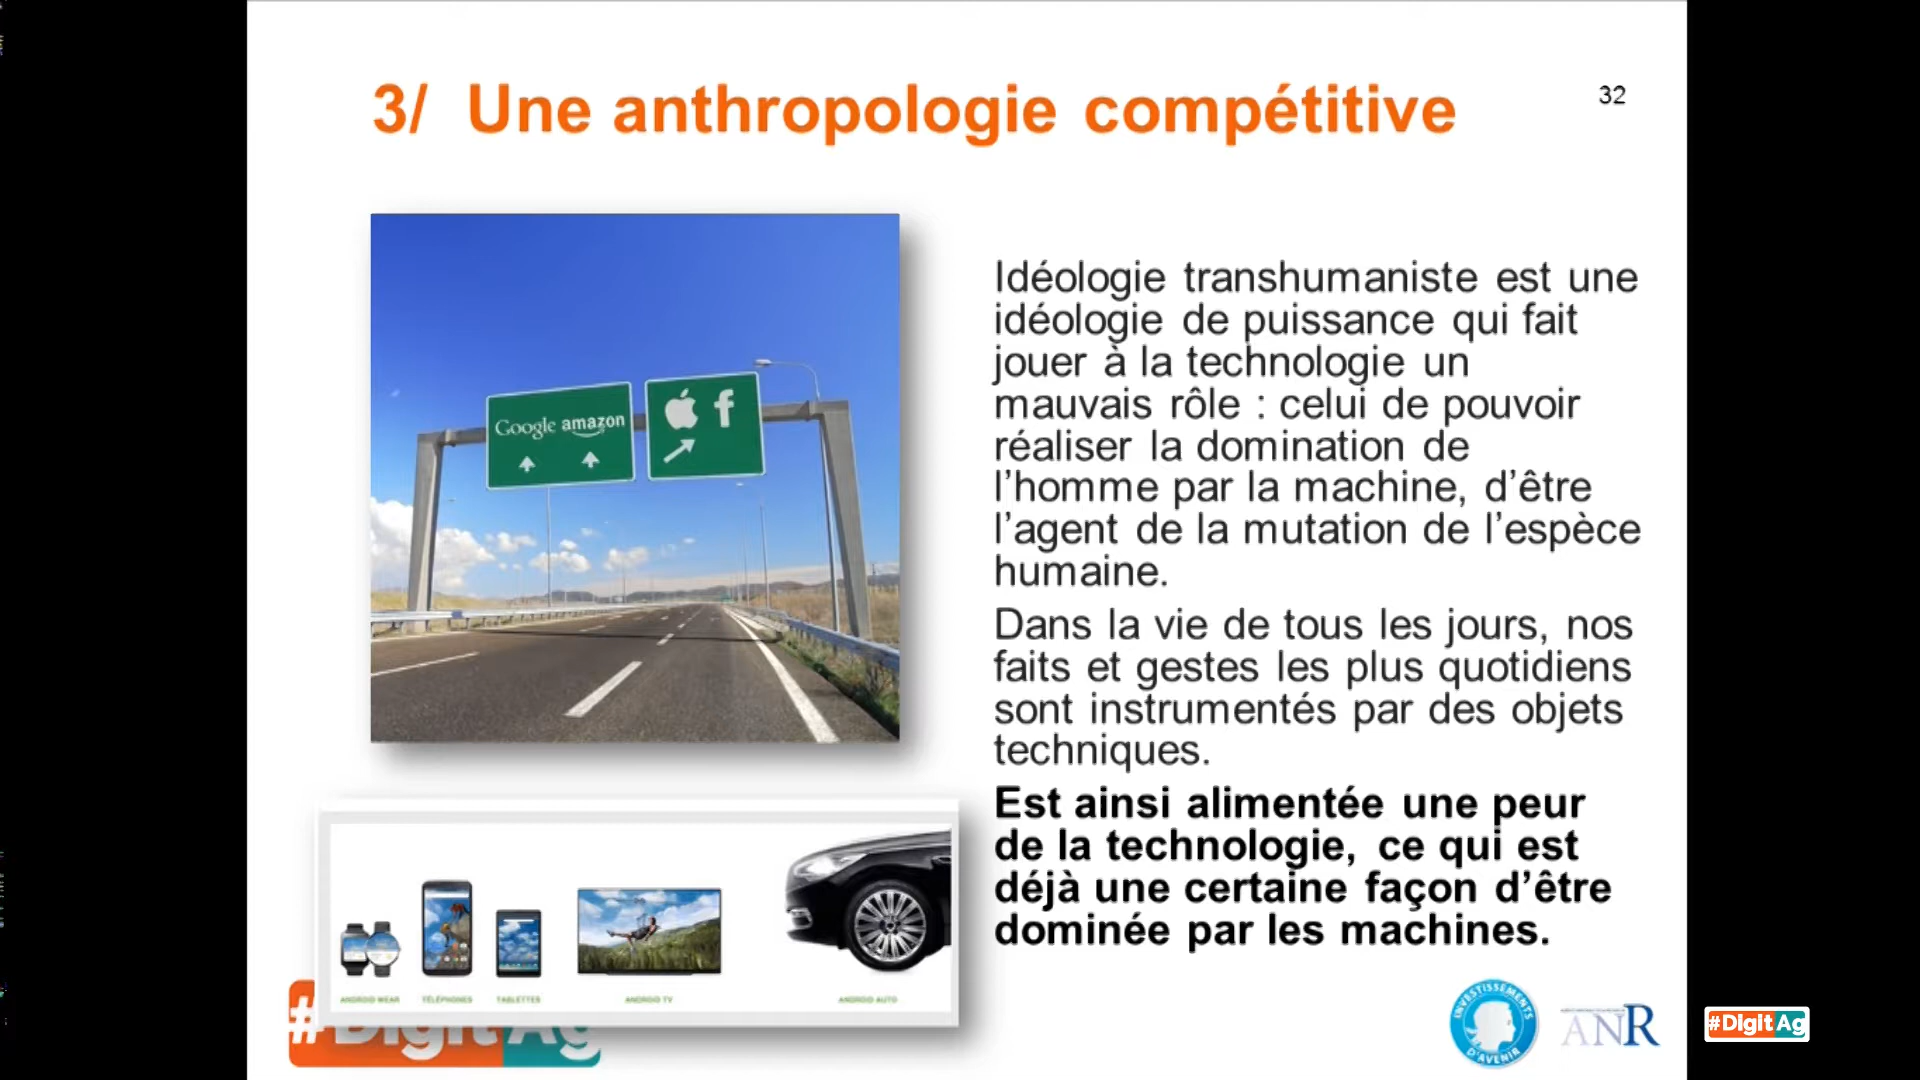 3/ Une anthropologie compétitive
32
Google amazon
f
Idéologie transhumaniste est une
idéologie de puissance qui fait
jouer à la technologie un
mauvais rôle : celui de pouvoir
réaliser la domination de
l’homme par la machine, d’être
l’agent de la mutation de l’espèce
humaine.
Dans la vie de tous les jours, nos
faits et gestes les plus quotidiens
sont instrumentés par des objets
techniques.
Est ainsi alimentée une peur
de la technologie, ce qui est
déjà une certaine façon d’être
dominée par les machines.
ANDROID WEAR
TÉLÉPHONES
TABLETTES
ANDROID TV
ANDROID AUTO
#DigitAg
INVESTISSEMENTS
D'AVENIR
ANR
#DigitAg